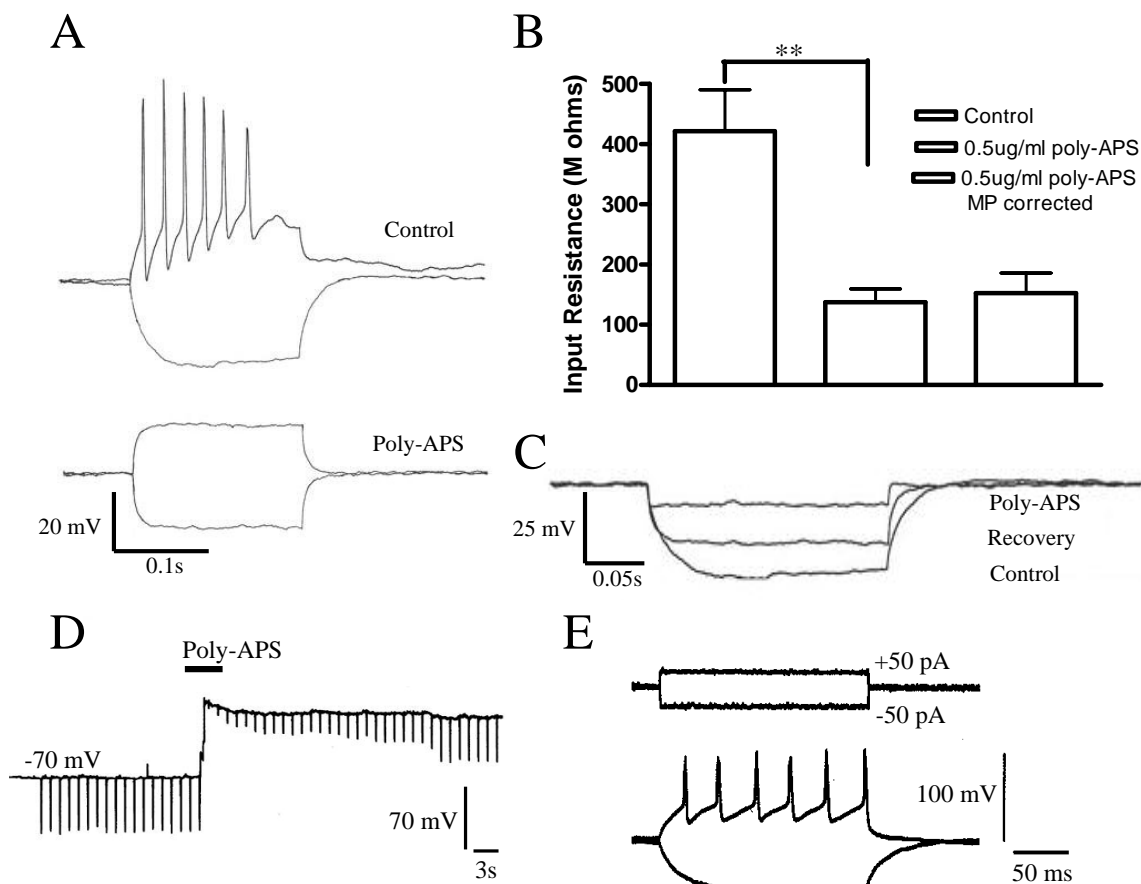 A
Control
Poly-APS
20 mV
0.1s
B
**
Input Resistance (M ohms)
500
400
300
200
100
0
Control
0.5ug/ml poly-APS
0.5ug/ml poly-APS
MP corrected
C
25 mV
0.05s
Poly-APS
Recovery
Control
D
Poly-APS
-70 mV
70 mV
3s
E
+50 pA
-50 pA
100 mV
50 ms